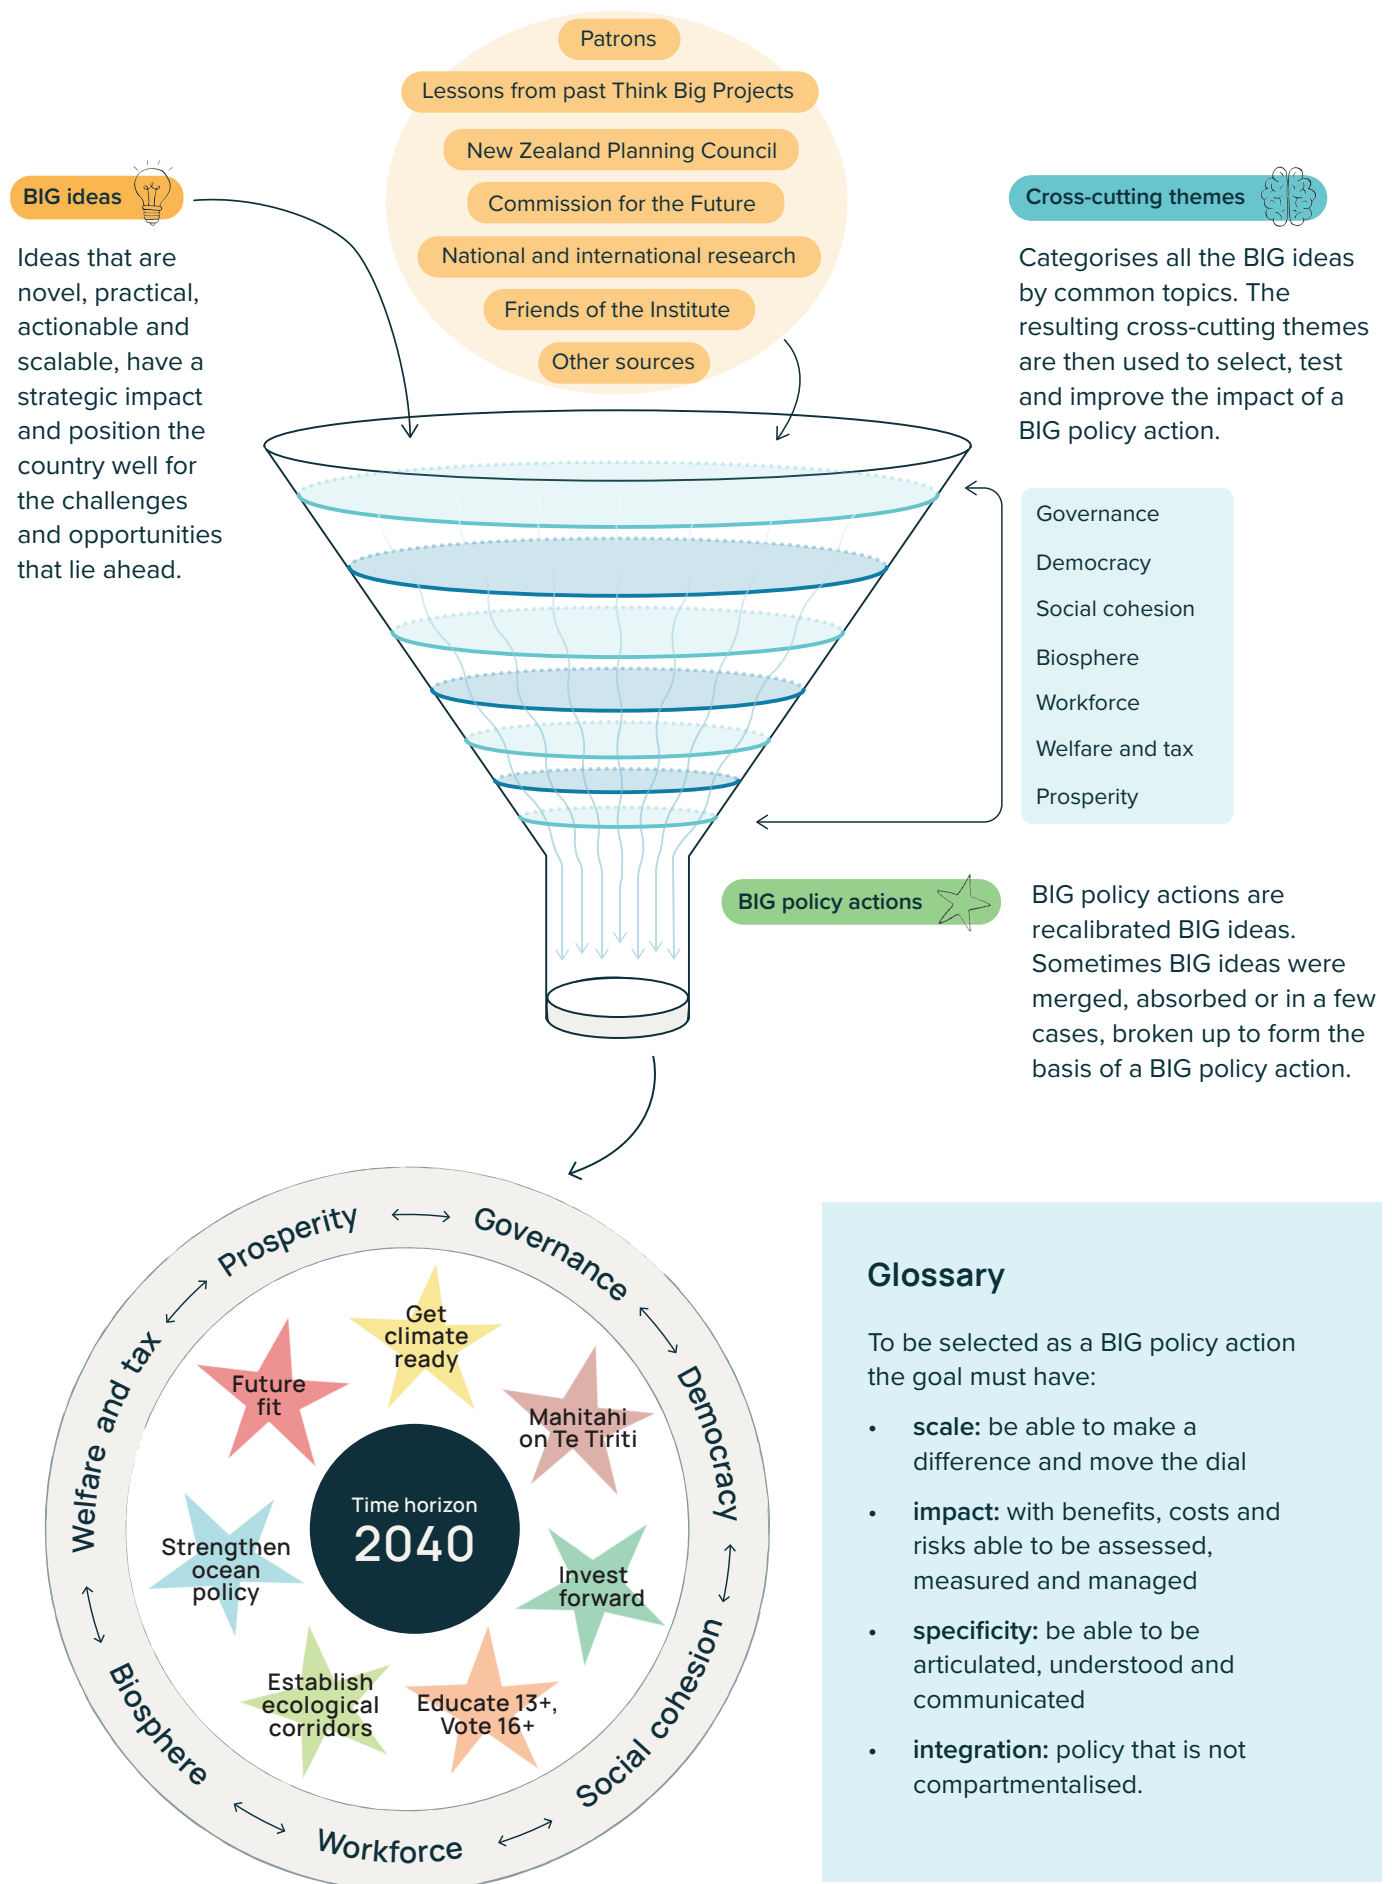 Patrons
Lessons from past Think Big Projects
New Zealand Planning Council
Commission for the Future
National and international research
Friends of the Institute
Other sources
BIG ideas
Ideas that are
novel, practical,
actionable and
scalable, have a
strategic impact
and position the
country well for
the challenges
and opportunities
that lie ahead.
Cross-cutting themes
Categorises all the BIG ideas
by common topics. The
resulting cross-cutting themes
are then used to select, test
and improve the impact of a
BIG policy action.
Governance
Democracy
Social cohesion
Biosphere
Workforce
Welfare and tax
Prosperity
BIG policy actions
BIG policy actions are
recalibrated BIG ideas.
Sometimes BIG ideas were
merged, absorbed or in a few
cases, broken up to form the
basis of a BIG policy action.
Prosperity
Governance
Democracy
Social cohesion
Workforce
Biosphere
Welfare and tax
Get
climate
ready
Mahitahi
on Te Tiriti
Invest
forward
Educate 13+,
Vote 16+
Establish
ecological
corridors
Strengthen
ocean
policy
Future
fit
Time horizon
2040
Glossary
To be selected as a BIG policy action
the goal must have:
• scale: be able to make a
difference and move the dial
• impact: with benefits, costs and
risks able to be assessed,
measured and managed
• specificity: be able to be
articulated, understood and
communicated
• integration: policy that is not
compartmentalised.